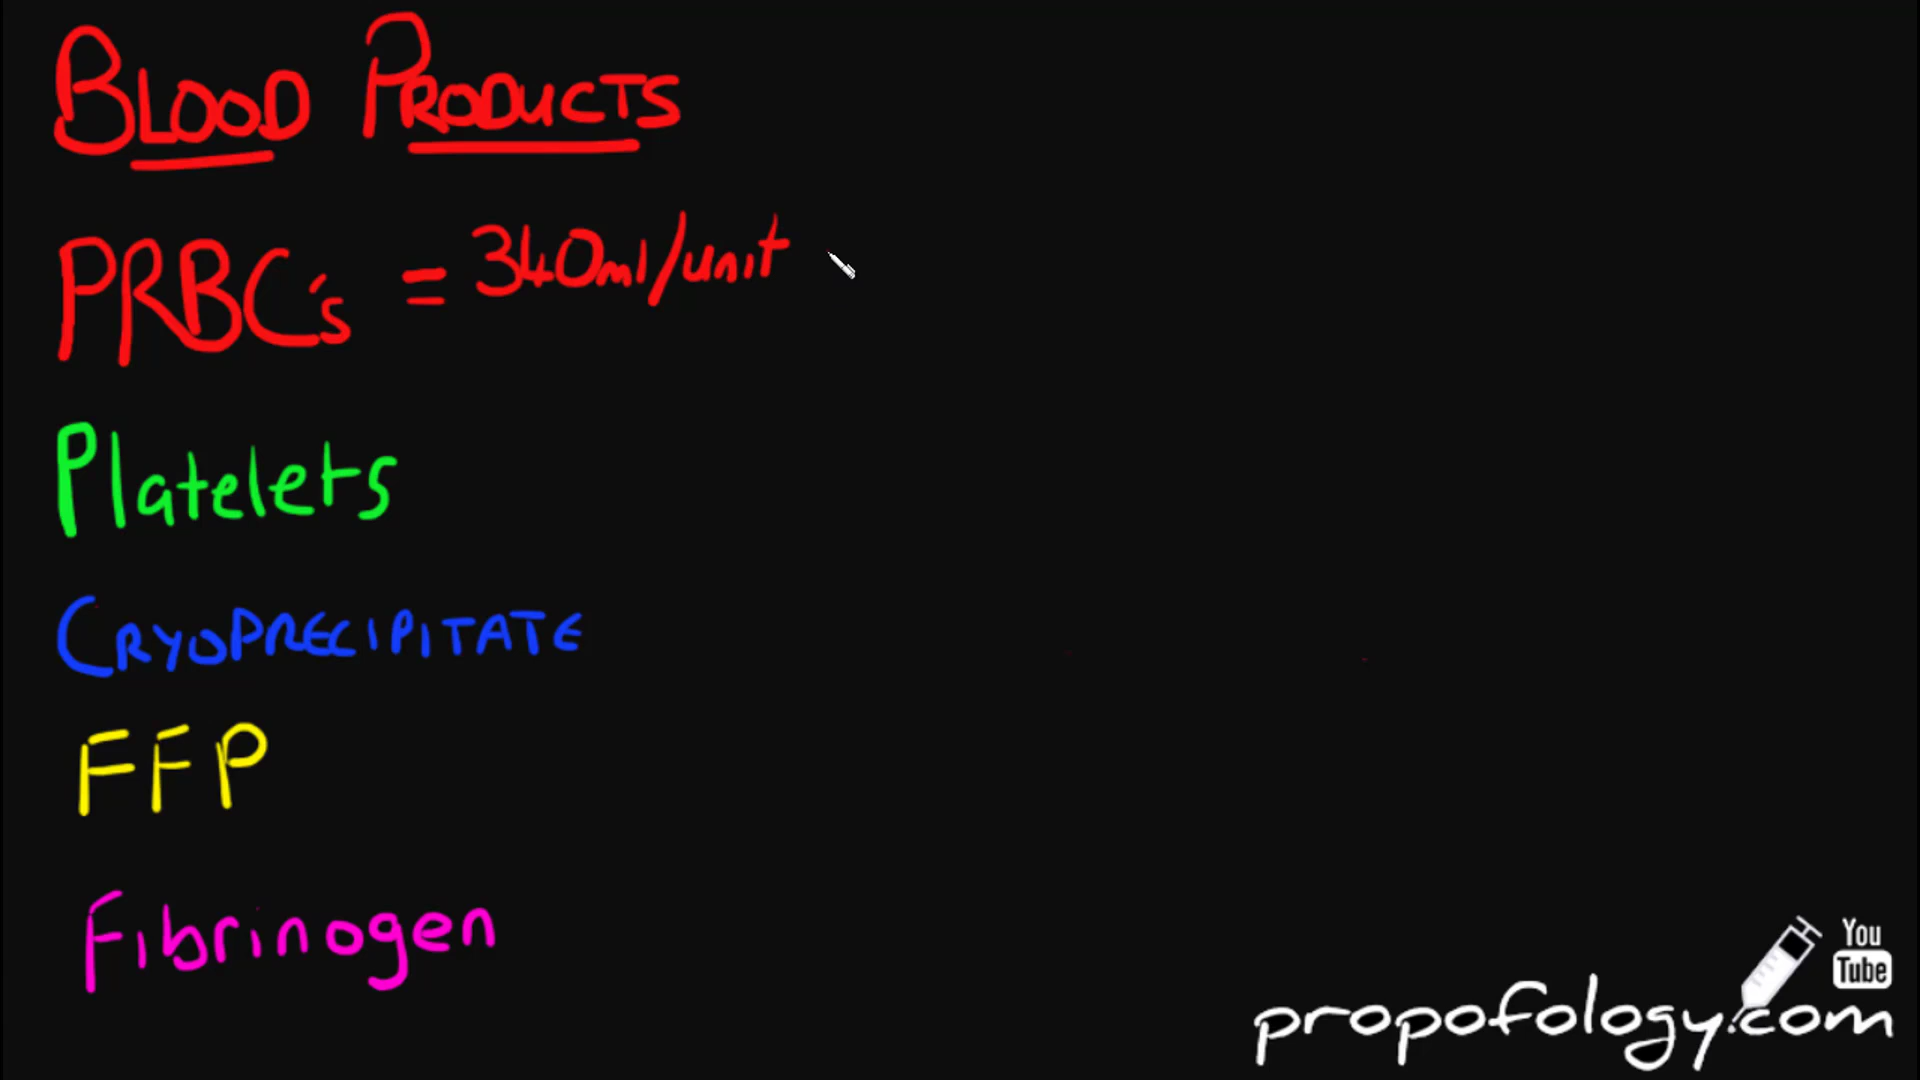 BLOOD PRODUCTS
PRBC's = 340ml/unit
Platelets
CRYOPRECIPITATE
FFP
Fibrinogen
You
Tube
propofology.com